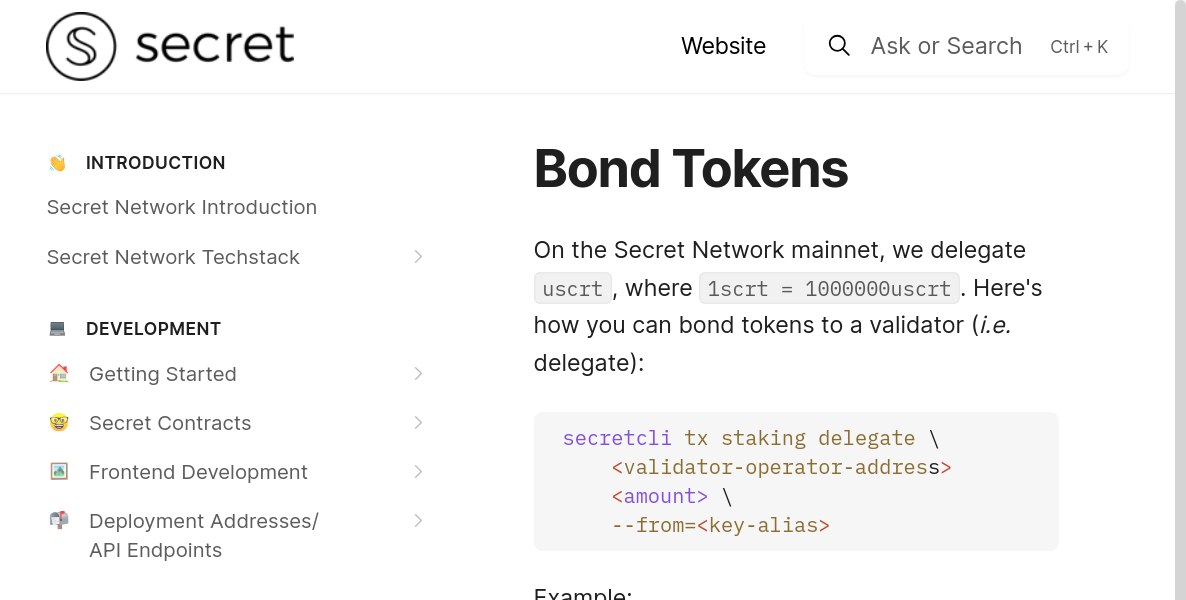 secret
Website
Ask or Search Ctrl + K
INTRODUCTION
Secret Network Introduction
Secret Network Techstack
DEVELOPMENT
Getting Started
Secret Contracts
Frontend Development
Deployment Addresses/
API Endpoints
Bond Tokens
On the Secret Network mainnet, we delegate
uscrt, where 1scrt = 1000000uscrt. Here's
how you can bond tokens to a validator (i.e.
delegate):
secretcli tx staking delegate \
    <validator-operator-address>
    <amount> \
    --from=<key-alias>
Example: